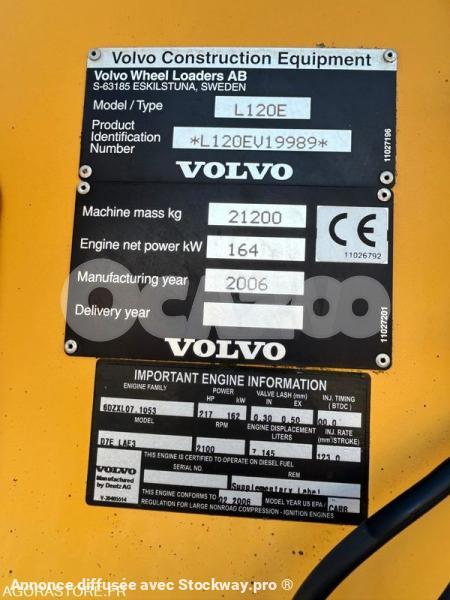 Volvo Construction Equipment
Volvo Wheel Loaders AB
S-63185 ESKILSTUNA, SWEDEN
Model / Type L120E
Product Identification Number *L120EV19989*
11027196
VOLVO
Machine mass kg 21200
Engine net power kW 164
CE
11026792
Manufacturing year 2006
Delivery year
11027201
OCAZOO
VOLVO
IMPORTANT ENGINE INFORMATION
ENGINE FAMILY POWER HP kW VALVE LASH (mm) IN EX INJ. TIMING (BTDC)
6DZXL07.1053 217 162 0.30 0.50 00.0
MODEL RPM ENGINE DISPLACEMENT LITERS INJ. RATE (mm³/STROKE)
D7E LAE3 2100 7.145 123.0
THIS ENGINE IS CERTIFIED TO OPERATE ON DIESEL FUEL
SERIAL NO.
Supplementary Label
VOLVO
Manufactured by Deutz AG
THIS ENGINE CONFORMS TO 02.2006 MODEL YEAR US EPA / CARB
REGULATION FOR LARGE NONROAD COMPRESSION - IGNITION ENGINES
Annonce diffusée avec Stockway.pro ®
AGORASTORE.FR